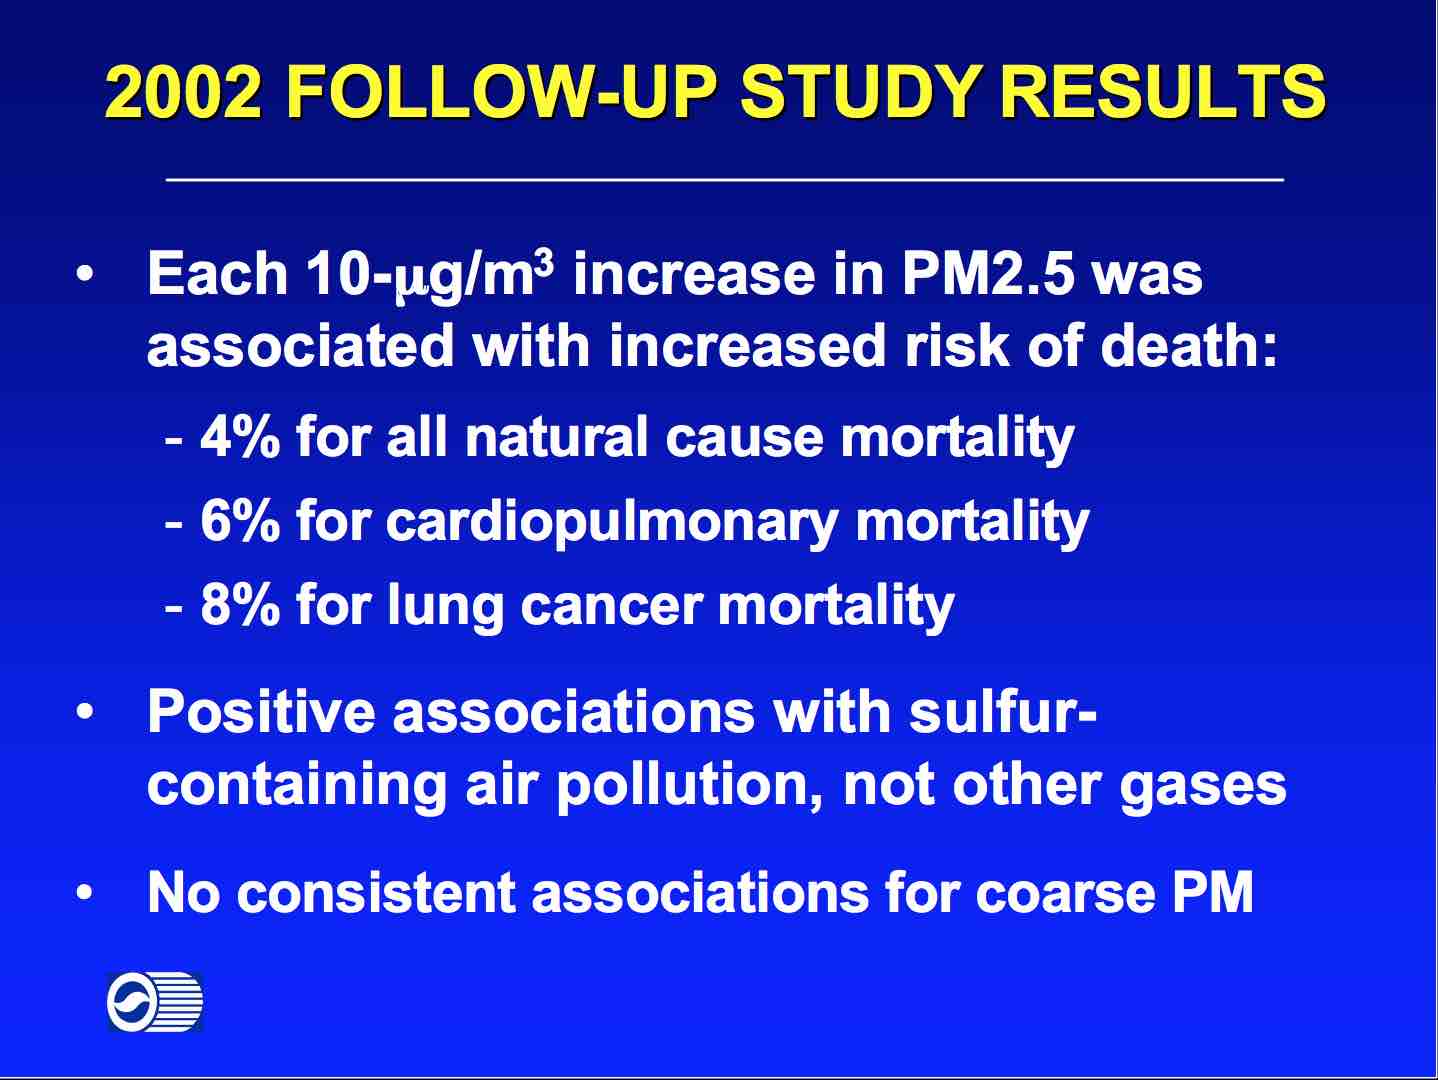 2002 FOLLOW-UP STUDY RESULTS
• Each 10-µg/m³ increase in PM2.5 was
associated with increased risk of death:
- 4% for all natural cause mortality
- 6% for cardiopulmonary mortality
- 8% for lung cancer mortality
• Positive associations with sulfur-
containing air pollution, not other gases
• No consistent associations for coarse PM